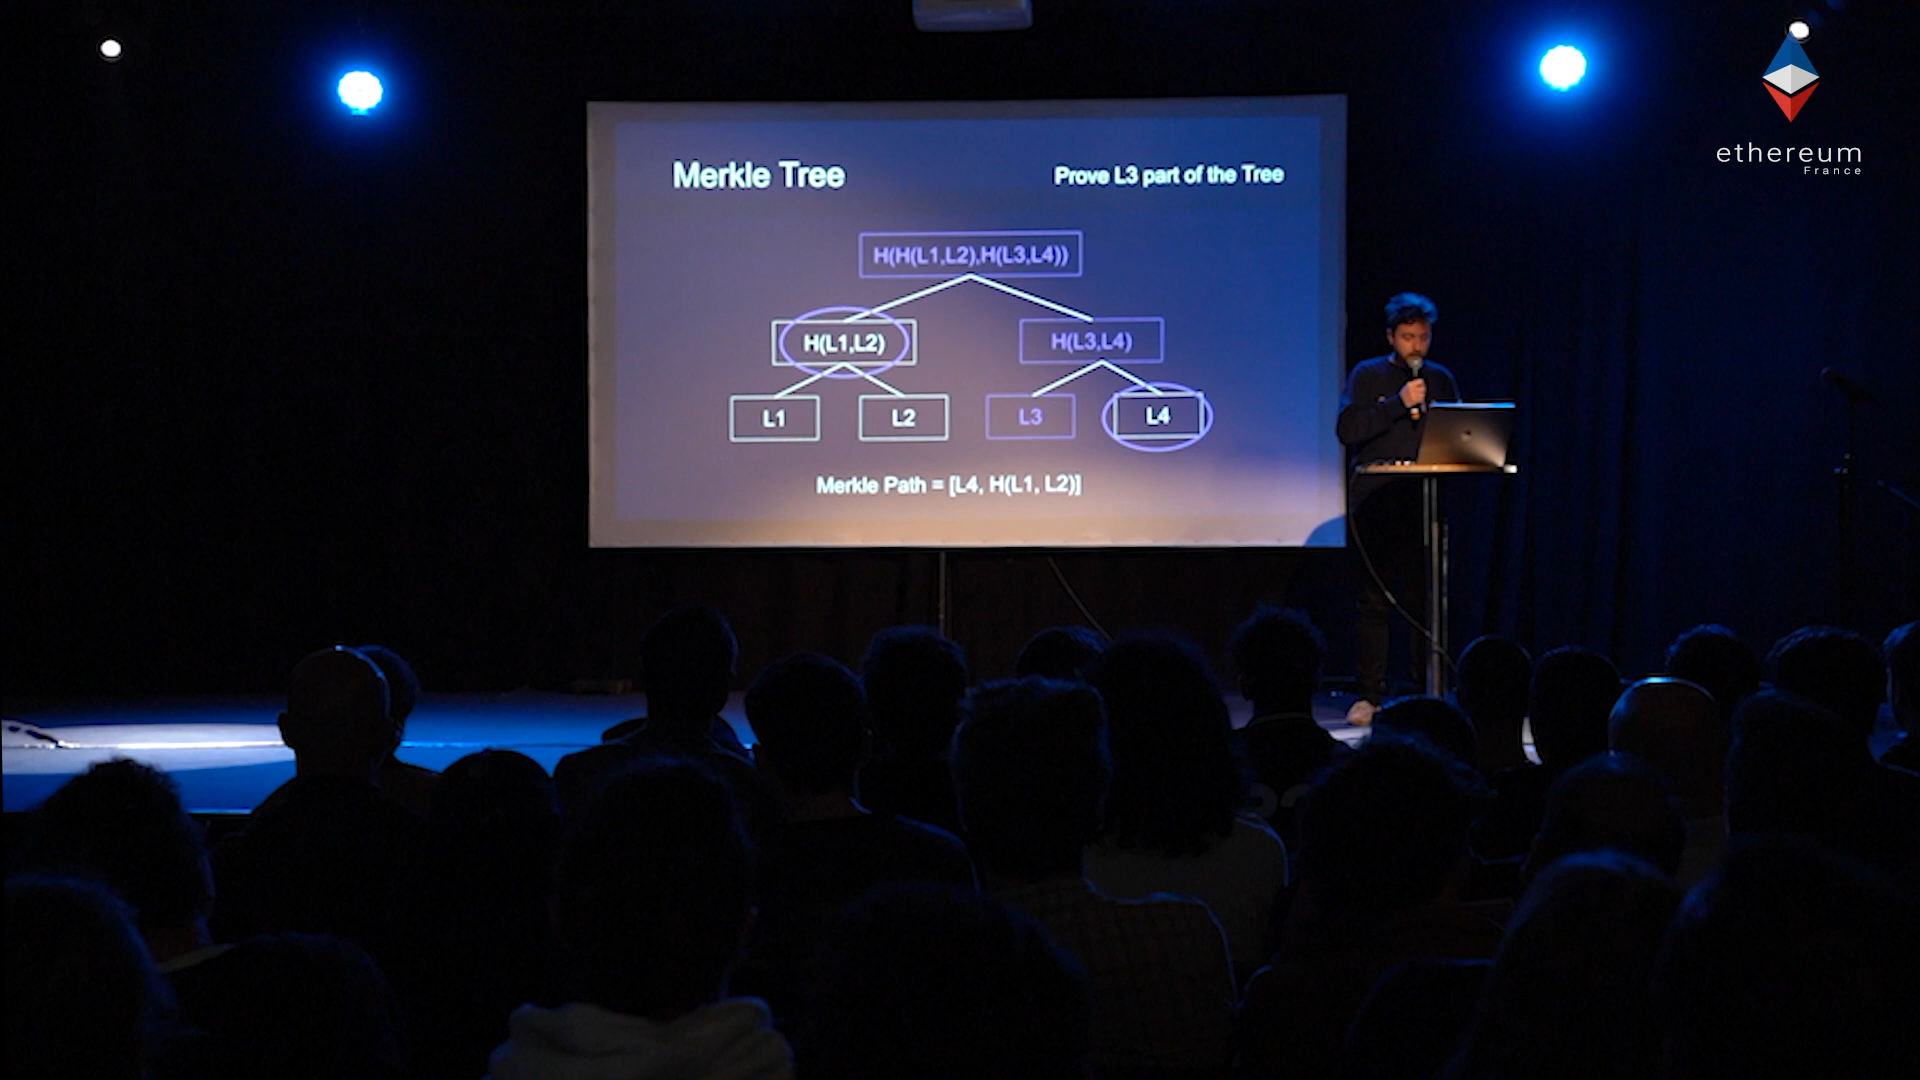 ethereum
France
Merkle Tree
Prove L3 part of the Tree
H(H(L1,L2),H(L3,L4))
H(L1,L2)
H(L3,L4)
L1
L2
L3
L4
Merkle Path = [L4, H(L1, L2)]